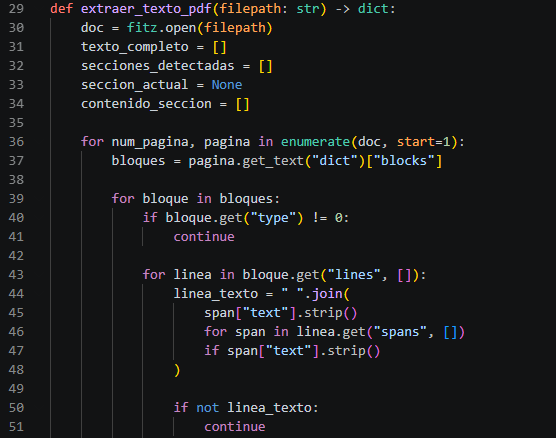 29 def extraer_texto_pdf(filepath: str) -> dict:
30     doc = fitz.open(filepath)
31     texto_completo = []
32     secciones_detectadas = []
33     seccion_actual = None
34     contenido_seccion = []
35
36     for num_pagina, pagina in enumerate(doc, start=1):
37         bloques = pagina.get_text("dict")["blocks"]
38
39         for bloque in bloques:
40             if bloque.get("type") != 0:
41                 continue
42
43             for linea in bloque.get("lines", []):
44                 linea_texto = " ".join(
45                     span["text"].strip()
46                     for span in linea.get("spans", [])
47                     if span["text"].strip()
48                 )
49
50                 if not linea_texto:
51                     continue